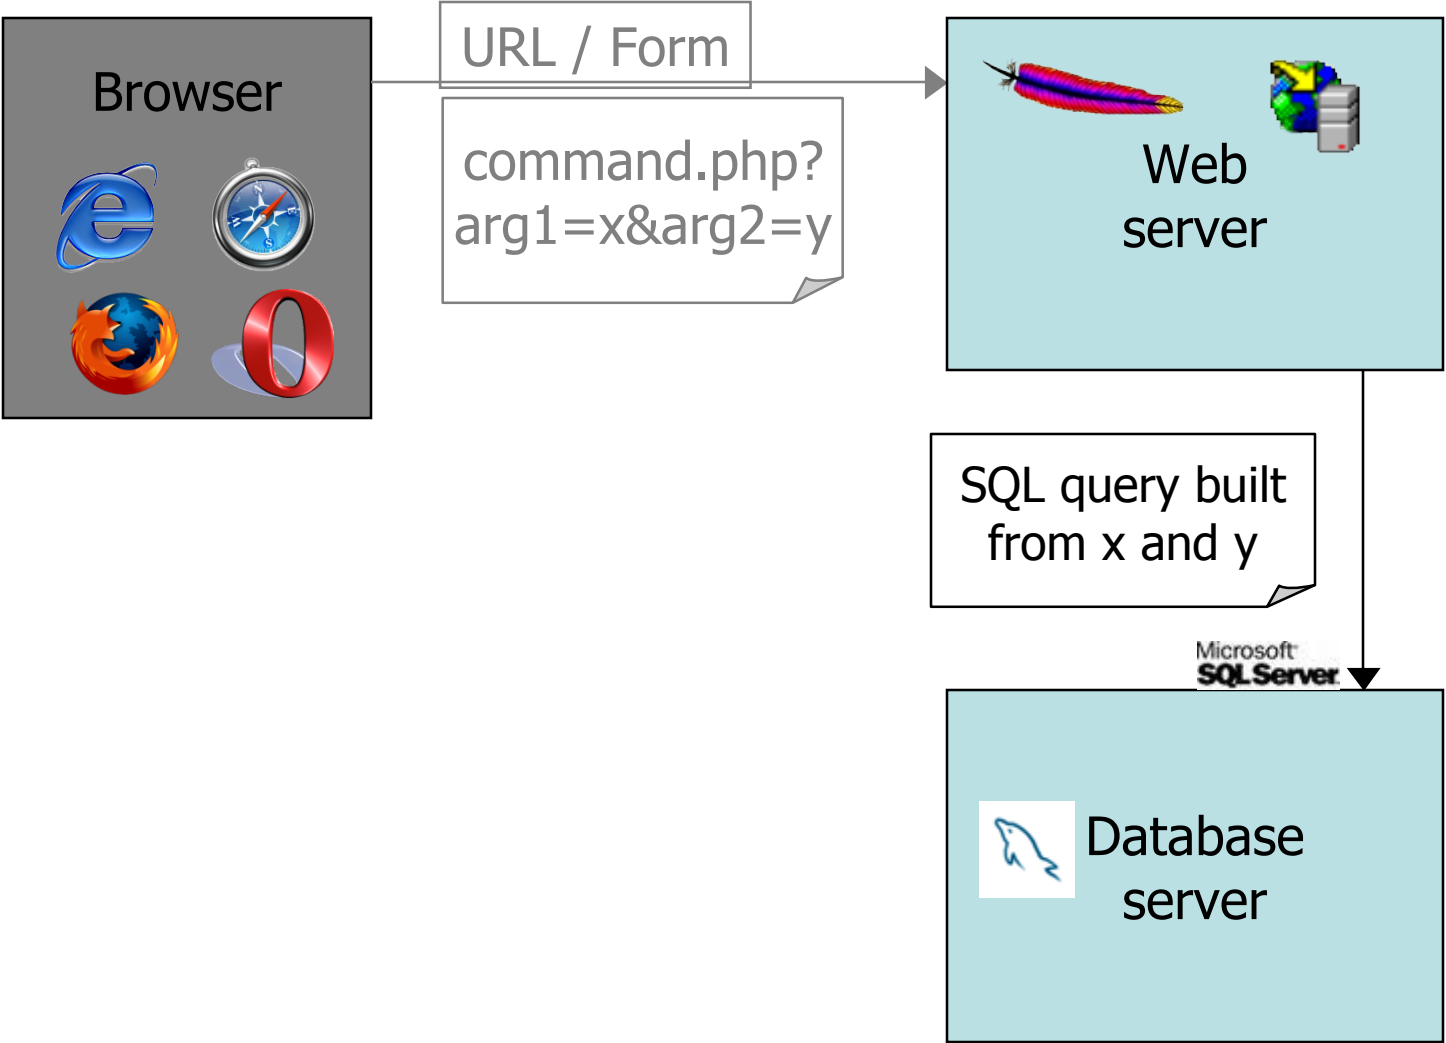 Browser
URL / Form
command.php?
arg1=x&arg2=y
Web
server
SQL query built
from x and y
Microsoft
SQL Server
Database
server